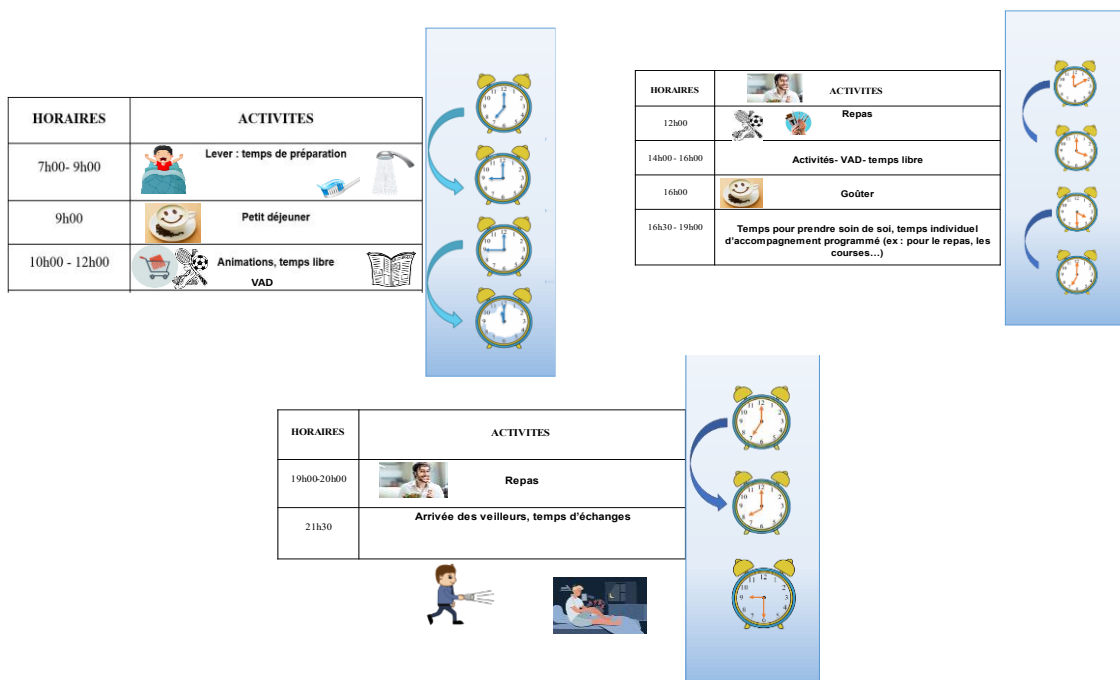 HORAIRES ACTIVITES
7h00- 9h00 Lever : temps de préparation
9h00 Petit déjeuner
10h00 - 12h00 Animations, temps libre
VAD
HORAIRES ACTIVITES
12h00 Repas
14h00 - 16h00 Activités- VAD- temps libre
16h00 Goûter
16h30 - 19h00 Temps pour prendre soin de soi, temps individuel
d'accompagnement programmé (ex : pour le repas, les
courses…)
HORAIRES ACTIVITES
19h00-20h00 Repas
21h30 Arrivée des veilleurs, temps d'échanges